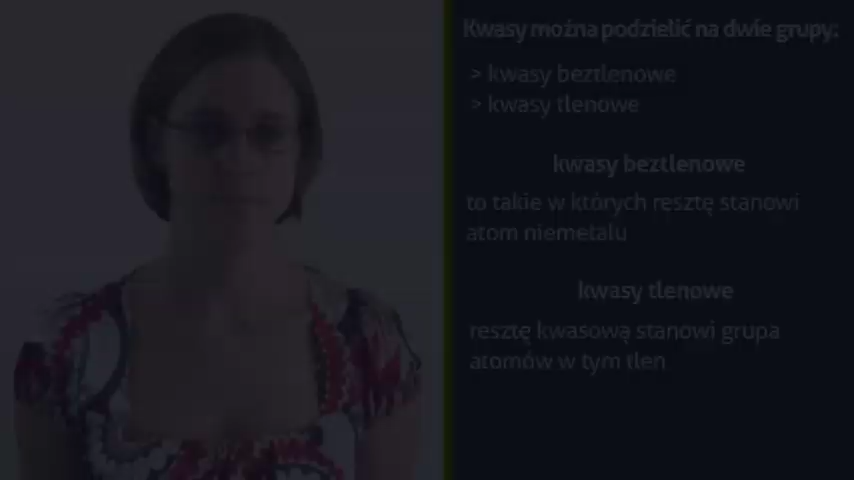 Kwasy można podzielić na dwie grupy:
> kwasy beztlenowe
> kwasy tlenowe
kwasy beztlenowe
to takie w których resztę stanowi
atom niemetalu
kwasy tlenowe
resztę kwasową stanowi grupa
atomów w tym tlen